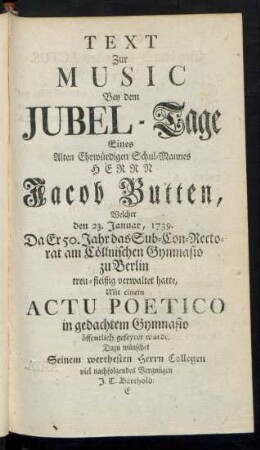 TEXT
Zur
MUSIC
Bey dem
JUBEL-Tage
Eines
Alten Ehrwürdigen Schul-Mannes
HERRN
Jacob Butten,
Welcher
den 23. Januar, 1739.
Da Er 50. Jahr das Sub-Con-Recto-
rat am Cöllnischen Gymnasio
zu Berlin
treu-fleißig verwaltet hatte,
Mit einem
ACTU POETICO
in gedachtem Gymnasio
öffentlich gefeyret wurde.
Dazu wünschet
Seinem werthesten Herrn Collegen
viel nachfolgendes Vergnügen
J. C. Barthold.